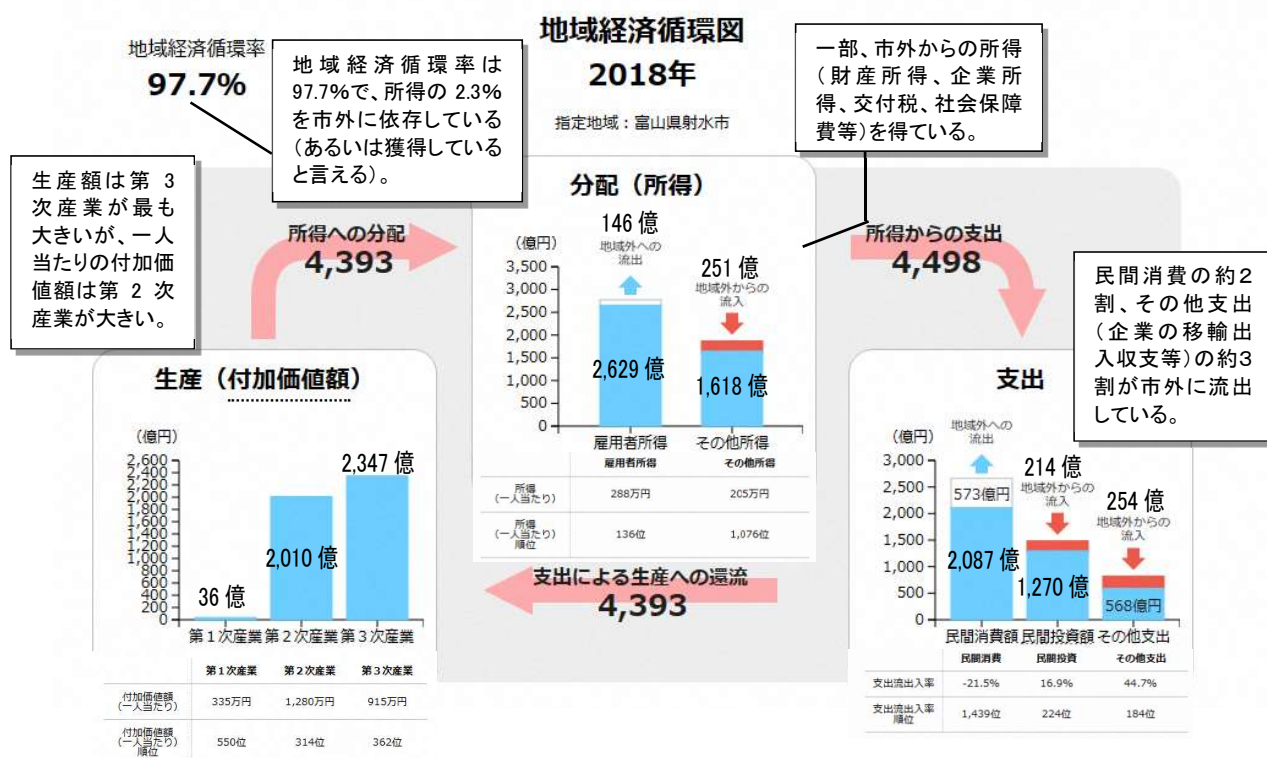 地域経済循環図
2018年
指定地域：富山県射水市
地域経済循環率
97.7%
地域経済循環率は
97.7%で、所得の 2.3%
を市外に依存している
（あるいは獲得している
と言える）。
一部、市外からの所得
（財産所得、企業所
得、交付税、社会保障
費等）を得ている。
生産額は第 3
次産業が最も
大きいが、一人
当たりの付加価
値額は第 2 次
産業が大きい。
民間消費の約2
割、その他支出
（企業の移輸出
入収支等）の約3
割が市外に流出
している。
所得への分配
4,393
所得からの支出
4,498
支出による生産への還流
4,393
分配（所得）
（億円）
3,500
3,000
2,500
2,000
1,500
1,000
500
0
146 億
地域外への
流出
251 億
地域外からの
流入
2,629 億
1,618 億
雇用者所得 その他所得
雇用者所得 その他所得
所得
（一人当たり） 288万円 205万円
所得
（一人当たり）
順位 136位 1,076位
生産（付加価値額）
（億円）
2,600
2,400
2,200
2,000
1,800
1,600
1,400
1,200
1,000
800
600
400
200
0
36 億
2,010 億
2,347 億
第１次産業 第２次産業 第３次産業
第１次産業 第２次産業 第３次産業
付加価値額
（一人当たり） 335万円 1,280万円 915万円
付加価値額
（一人当たり）
順位 550位 314位 362位
支出
（億円）
3,000
2,500
2,000
1,500
1,000
500
0
地域外への
流出
573億円
2,087 億
214 億
地域外からの
流入
1,270 億
254 億
地域外からの
流入
568億円
民間消費額 民間投資額 その他支出
民間消費 民間投資 その他支出
支出流出入率 -21.5% 16.9% 44.7%
支出流出入率
順位 1,439位 224位 184位